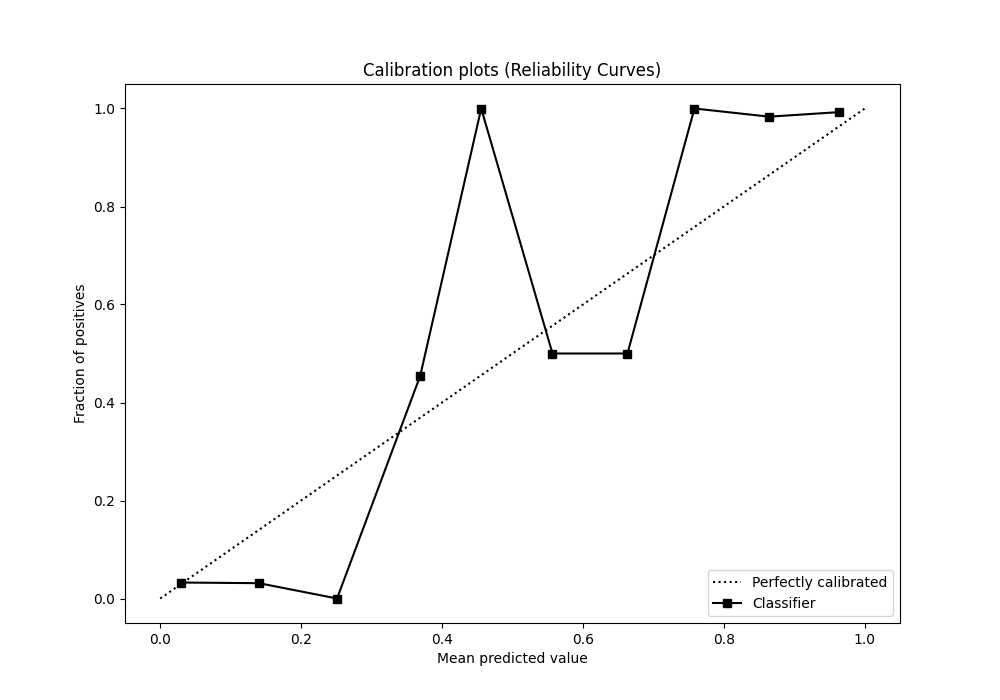 Calibration plots (Reliability Curves)
1.0
0.8
0.6
0.4
0.2
0.0
Fraction of positives
Perfectly calibrated
Classifier
0.0 0.2 0.4 0.6 0.8 1.0
Mean predicted value